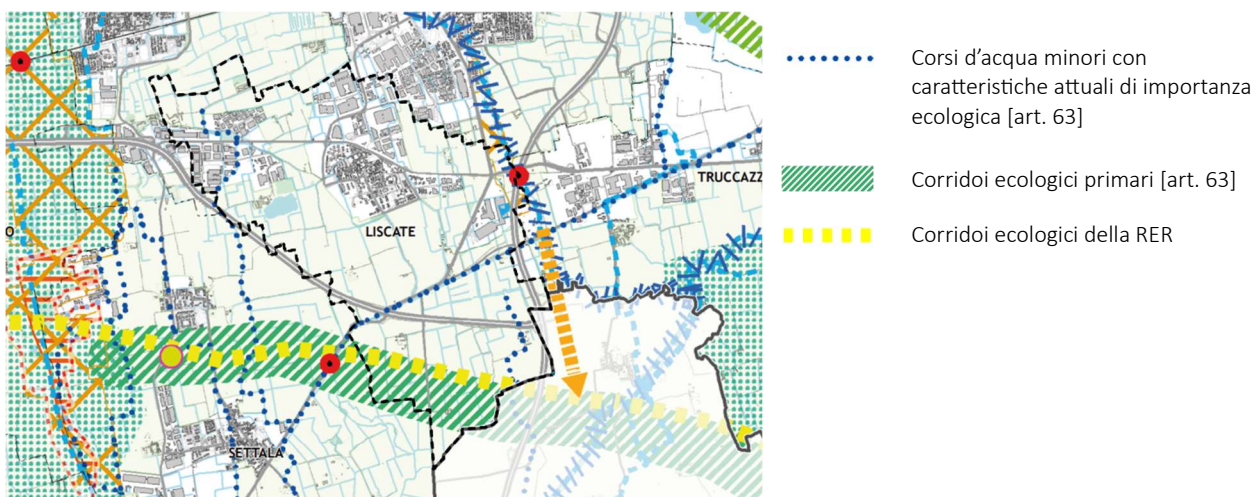 TRUCCAZZ
O
LISCATE
SETTALA
Corsi d'acqua minori con
caratteristiche attuali di importanza
ecologica [art. 63]
Corridoi ecologici primari [art. 63]
Corridoi ecologici della RER